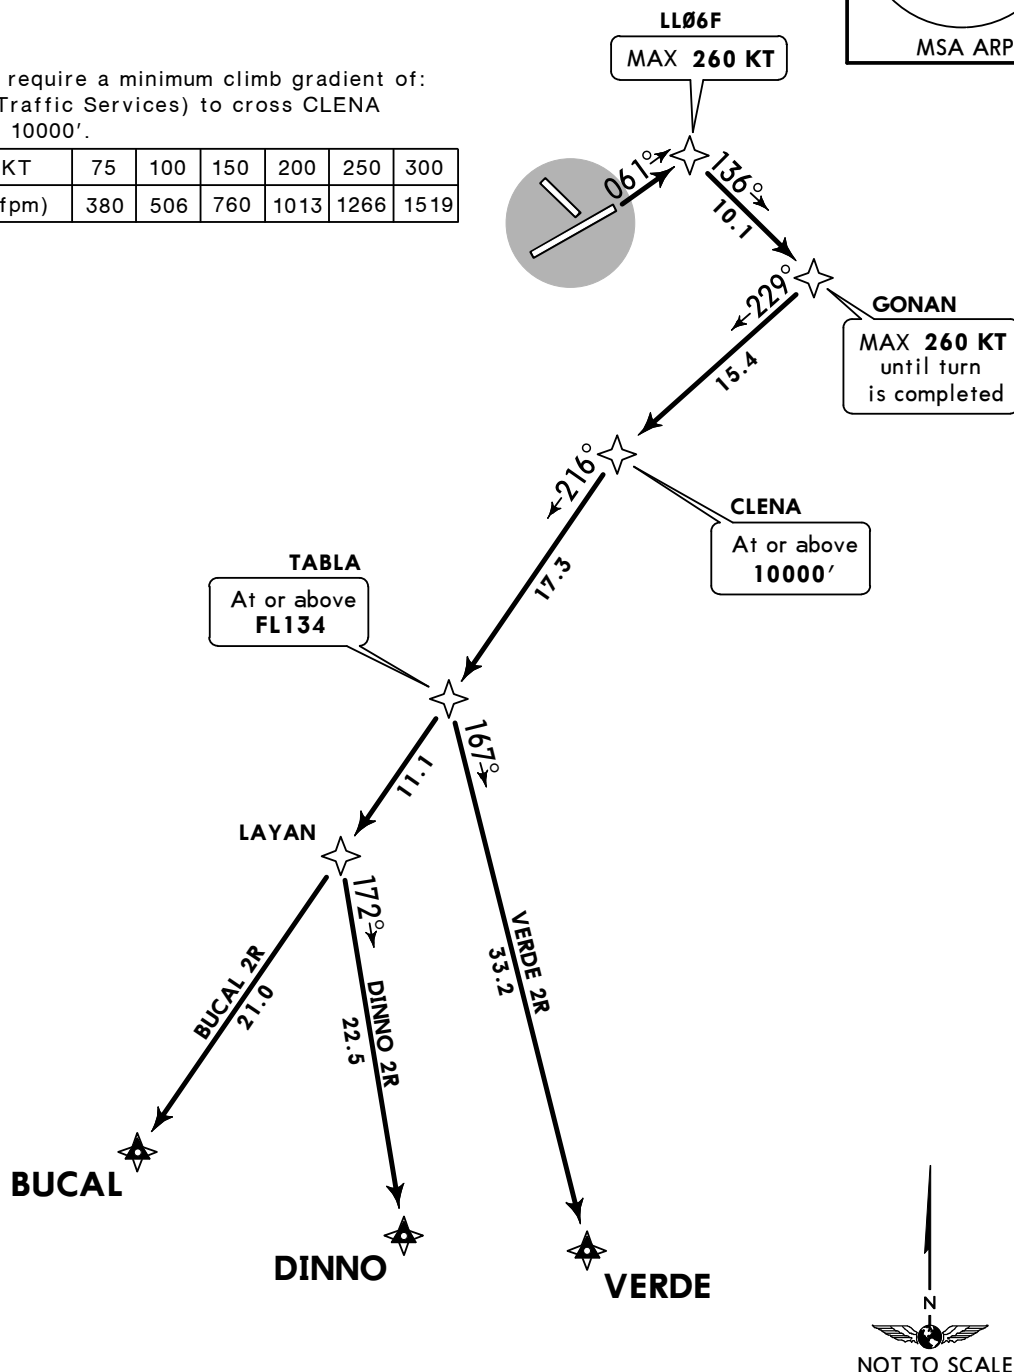 MSA ARP
require a minimum climb gradient of:
Traffic Services) to cross CLENA
10000'.
KT 75 100 150 200 250 300
fpm) 380 506 760 1013 1266 1519
LLØ6F
MAX 260 KT
061°
136°
10.1
GONAN
MAX 260 KT
until turn
is completed
229°
15.4
CLENA
At or above
10000'
216°
17.3
TABLA
At or above
FL134
167°
11.1
LAYAN
172°
BUCAL 2R
21.0
DINNO 2R
22.5
VERDE 2R
33.2
BUCAL
DINNO
VERDE
N
NOT TO SCALE